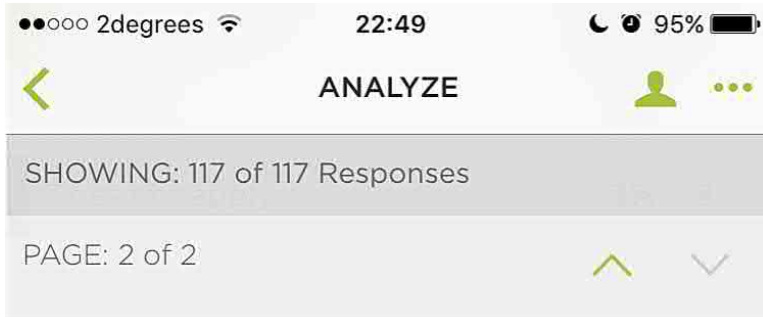 2degrees 22:49 95%
ANALYZE
SHOWING: 117 of 117 Responses
PAGE: 2 of 2